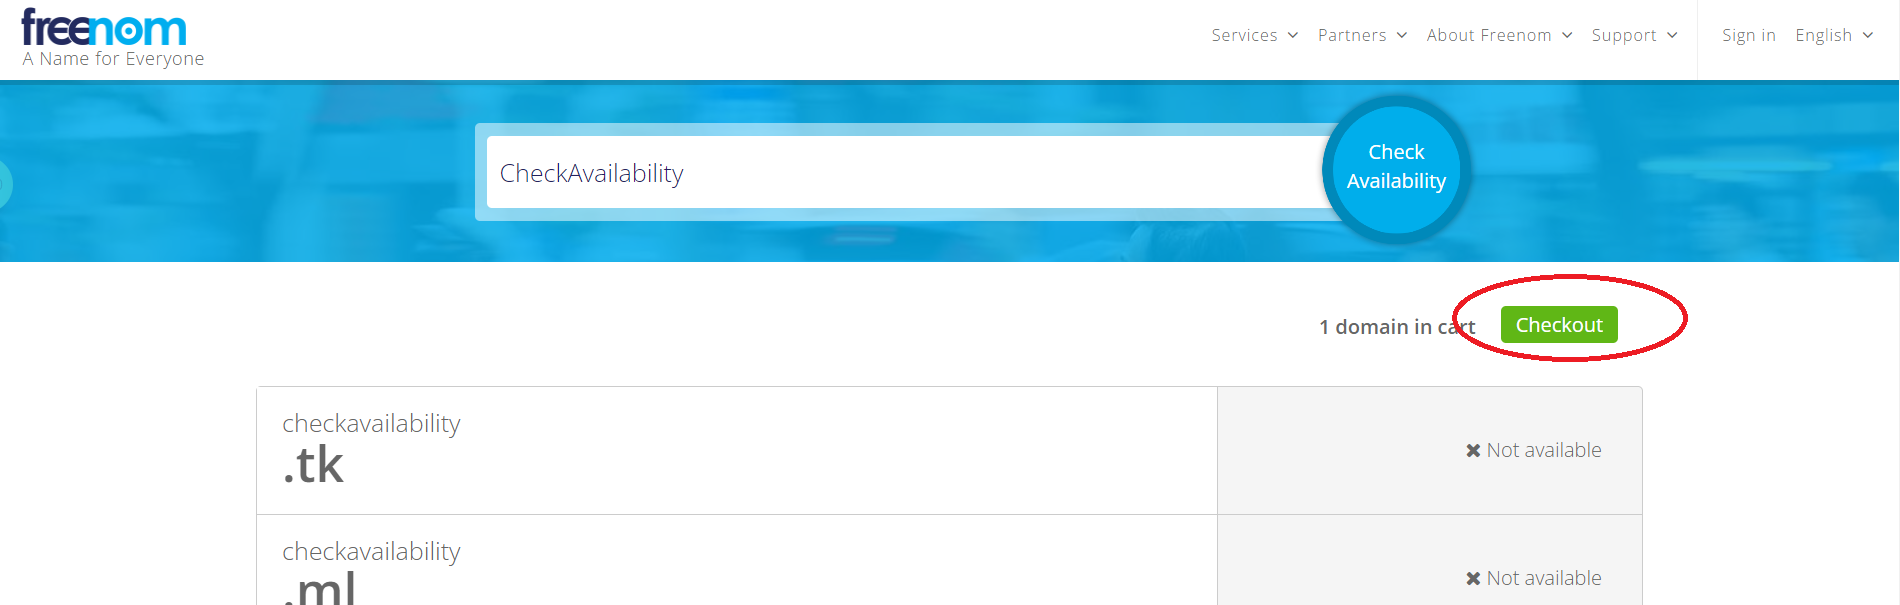 freenom
A Name for Everyone
Services Partners About Freenom Support Sign in English
CheckAvailability
Check
Availability
1 domain in cart Checkout
checkavailability
.tk
Not available
checkavailability
.ml
Not available